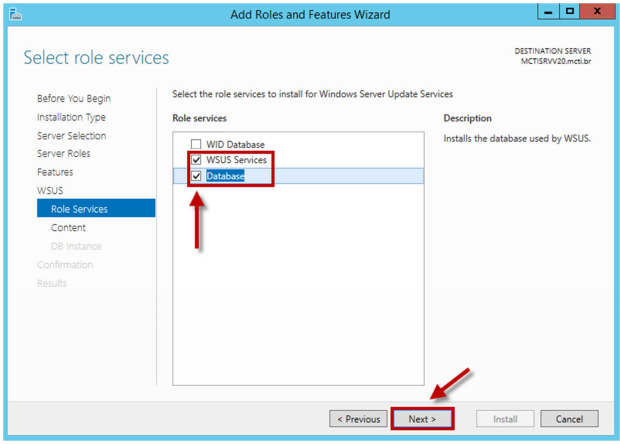 Add Roles and Features Wizard
Select role services
DESTINATION SERVER
MCTISRVV20.mcti.br
Before You Begin
Installation Type
Server Selection
Server Roles
Features
WSUS
Role Services
Content
DB Instance
Confirmation
Results
Select the role services to install for Windows Server Update Services
Role services
WID Database
WSUS Services
Database
Description
Installs the database used by WSUS.
< Previous
Next >
Install
Cancel